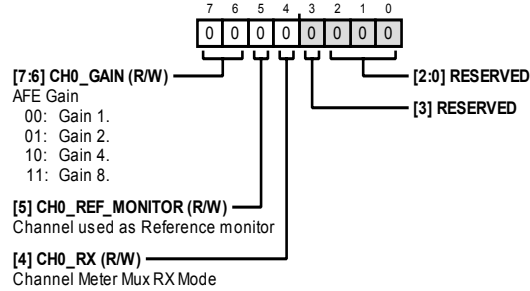 7 6 5 4 3 2 1 0
0 0 0 0 0 0 0 0
[7:6] CH0_GAIN (R/W)
AFE Gain
00: Gain 1.
01: Gain 2.
10: Gain 4.
11: Gain 8.
[5] CH0_REF_MONITOR (R/W)
Channel used as Reference monitor
[4] CH0_RX (R/W)
Channel Meter Mux RX Mode
[2:0] RESERVED
[3] RESERVED